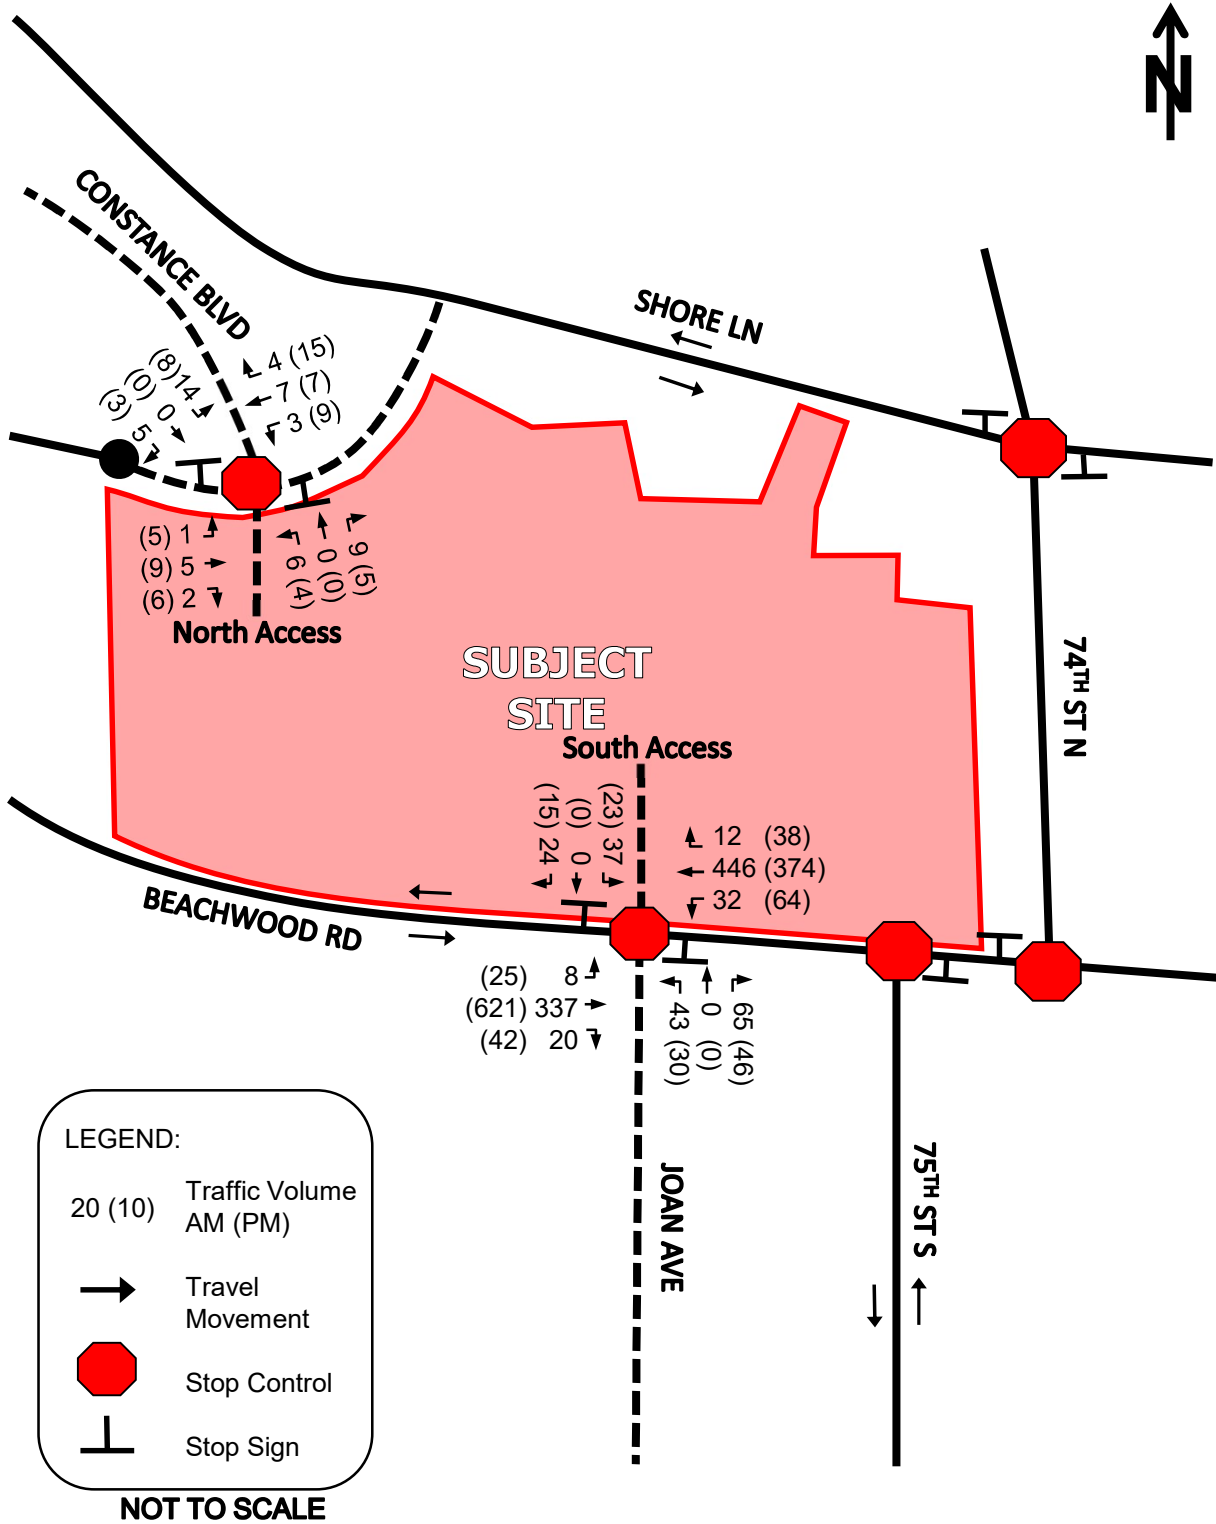 N
CONSTANCE BLVD
SHORE LN
(8)14
(0) 0
(3) 5
4 (15)
7 (7)
3 (9)
(5) 1
(9) 5
(6) 2
6 (4)
0 (0)
9 (5)
North Access
SUBJECT
SITE
South Access
74TH ST N
(15) 24
(0) 0
(23) 37
12 (38)
446 (374)
32 (64)
BEACHWOOD RD
(25) 8
(621) 337
(42) 20
43 (30)
0 (0)
65 (46)
JOAN AVE
75TH ST S
LEGEND:
20 (10)
Traffic Volume
AM (PM)
Travel
Movement
Stop Control
Stop Sign
NOT TO SCALE